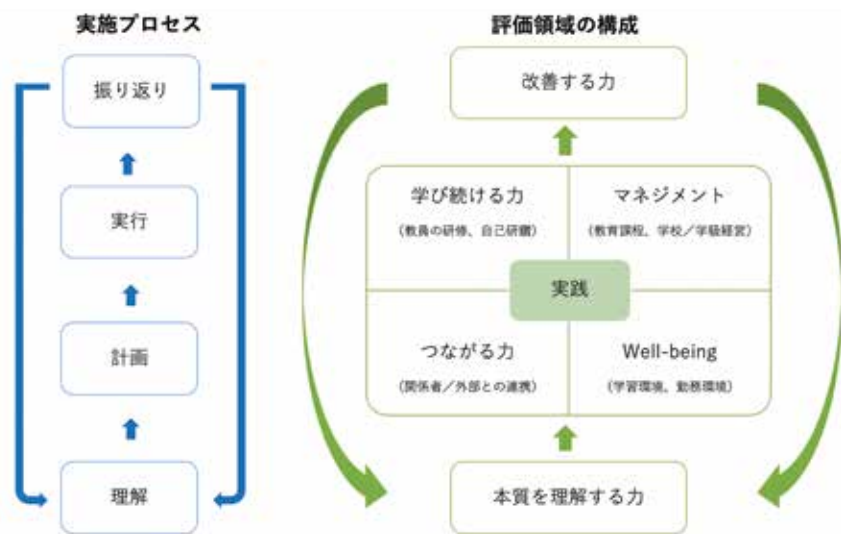 実施プロセス
振り返り
実行
計画
理解
評価領域の構成
改善する力
学び続ける力
（教員の研修、自己研鑽）
マネジメント
（教育課程、学校／学級経営）
実践
つながる力
（関係者／外部との連携）
Well-being
（学習環境、勤務環境）
本質を理解する力